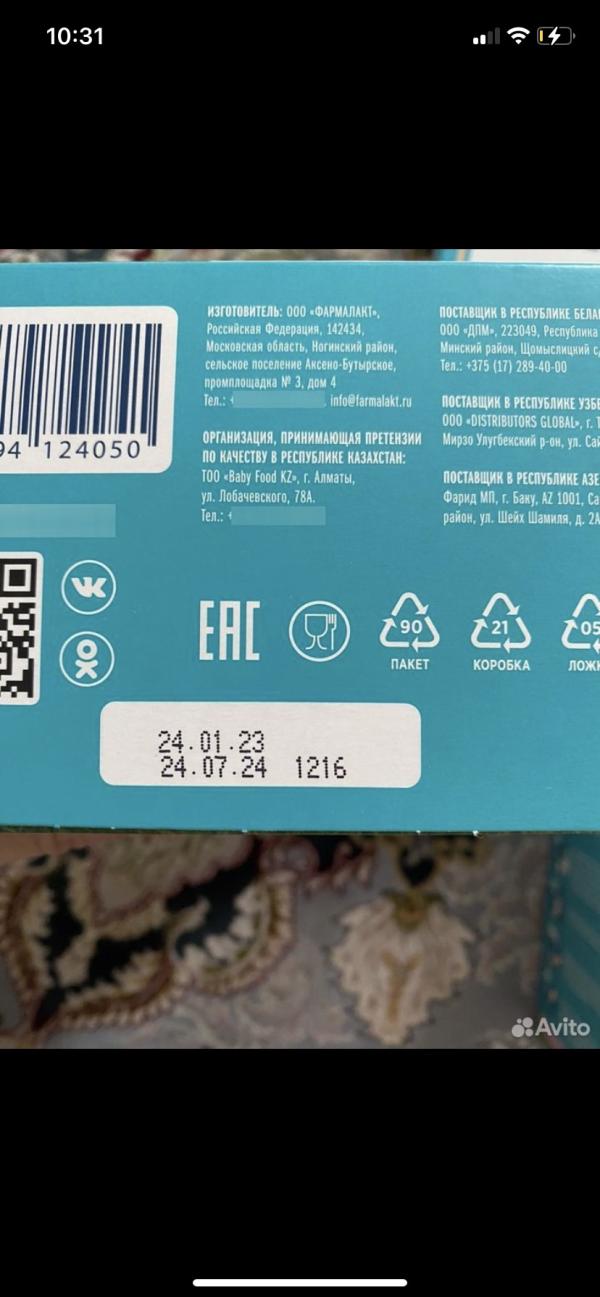 10:31
94 124050
ИЗГОТОВИТЕЛЬ: ООО «ФАРМАЛАКТ»,
Российская Федерация, 142434,
Московская область, Ногинский район,
сельское поселение Аксено-Бутырское,
промплощадка № 3, дом 4
Тел.: info@farmalakt.ru
ОРГАНИЗАЦИЯ, ПРИНИМАЮЩАЯ ПРЕТЕНЗИИ
ПО КАЧЕСТВУ В РЕСПУБЛИКЕ КАЗАХСТАН:
ТОО «Baby Food KZ», г. Алматы,
ул. Лобачевского, 78А.
Тел.:
ПОСТАВЩИК В РЕСПУБЛИКЕ БЕЛА
ООО «ДПМ», 223049, Республика
Минский район, Щомыслицкий с
Тел.: +375 (17) 289-40-00
ПОСТАВЩИК В РЕСПУБЛИКЕ УЗБЕ
ООО «DISTRIBUTORS GLOBAL», г. Т
Мирзо Улугбекский р-он, ул. Сай
ПОСТАВЩИК В РЕСПУБЛИКЕ АЗЕ
Фарид МП, г. Баку, AZ 1001, Са
район, ул. Шейх Шамиля, д. 2А
EAC
90
ПАКЕТ
21
КОРОБКА
05
ЛОЖК
24.01.23
24.07.24 1216
Avito